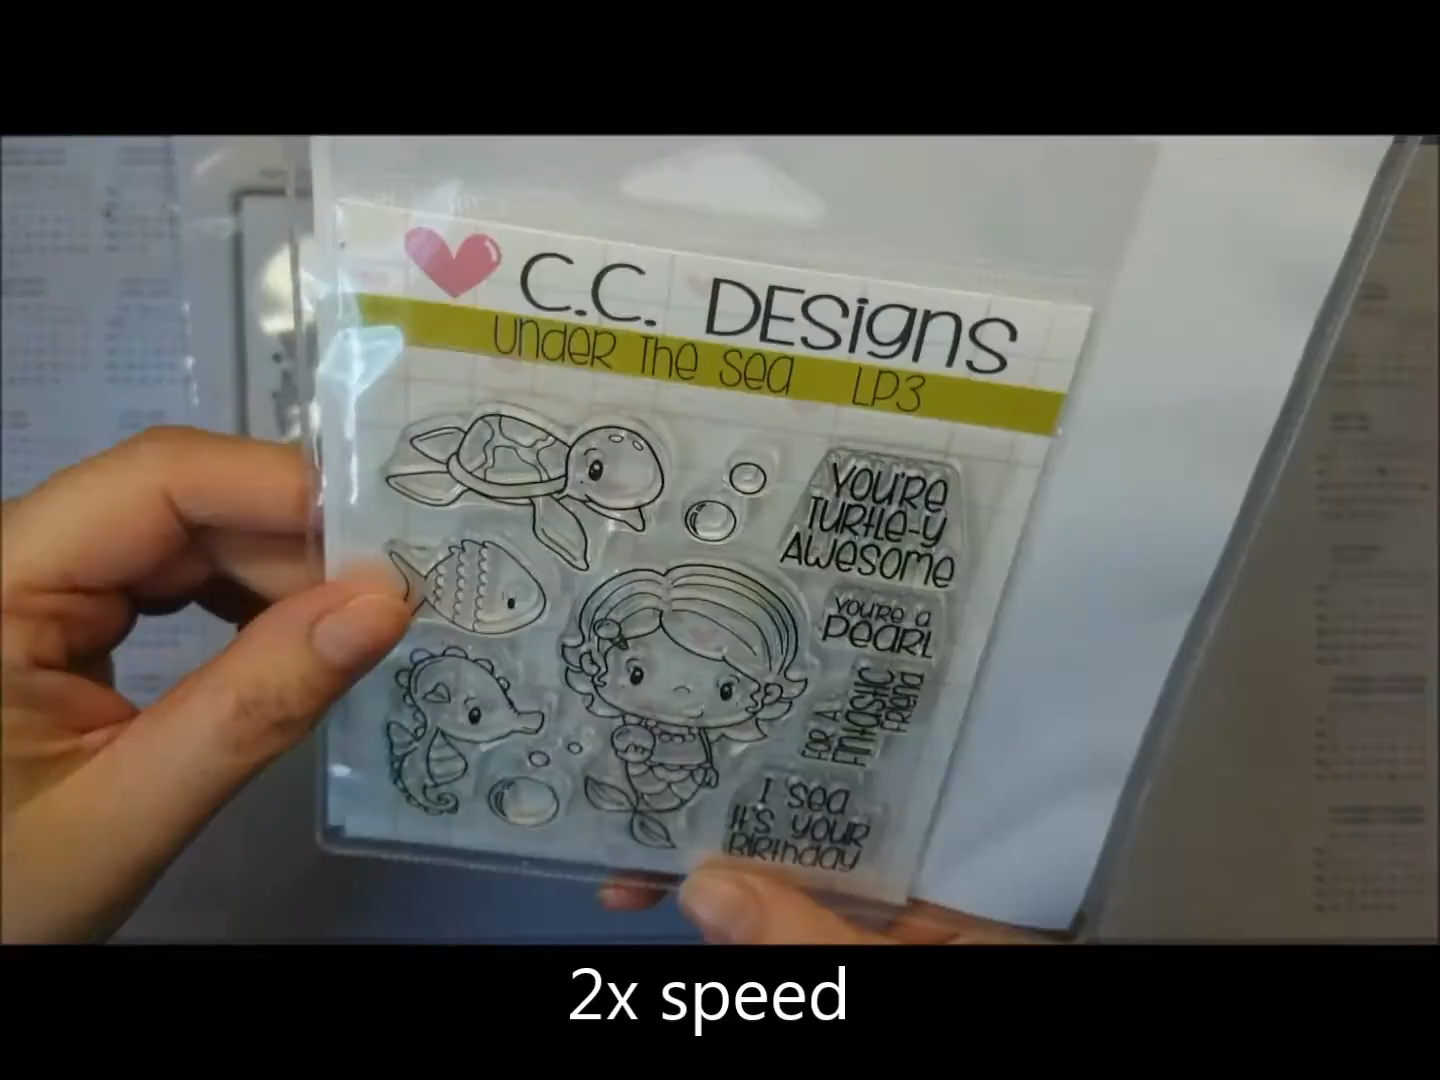 C.C. Designs
Under The Sea LP3
You're
Turtle-y
Awesome
You're a
Pearl
For a
Fintastic
Friend
I Sea
It's Your
Birthday
2x speed